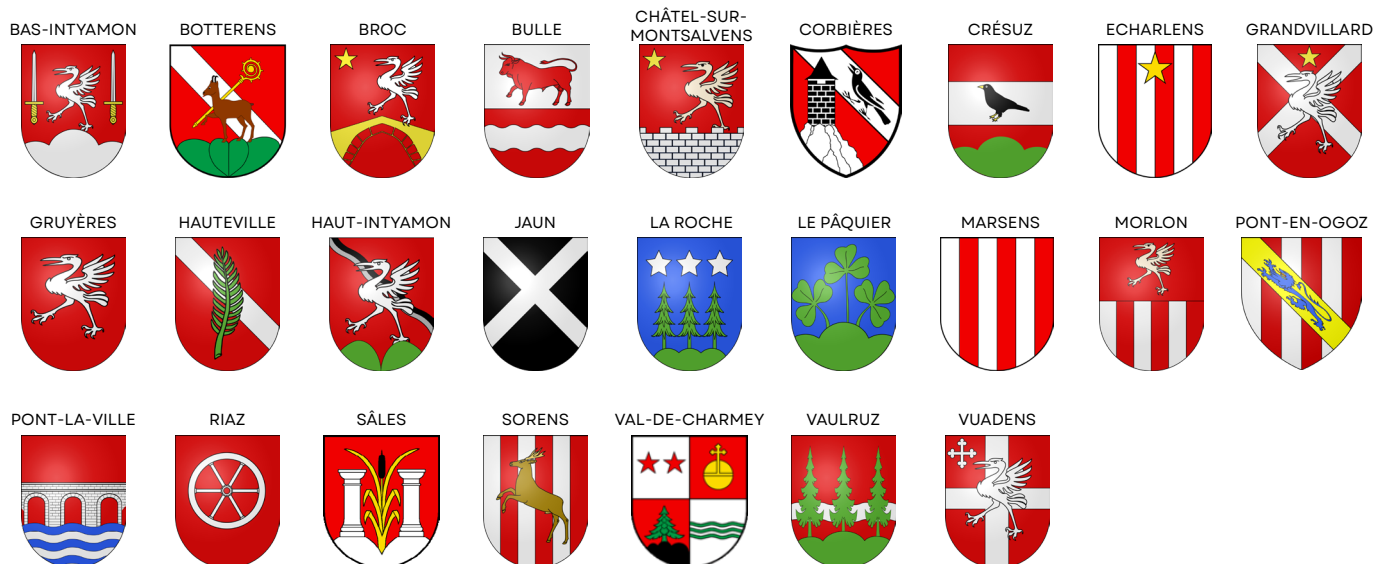 BAS-INTYAMON
BOTTERENS
BROC
BULLE
CHÂTEL-SUR-
MONTSALVENS
CORBIÈRES
CRÉSUZ
ECHARLENS
GRANDVILLARD
GRUYÈRES
HAUTEVILLE
HAUT-INTYAMON
JAUN
LA ROCHE
LE PÂQUIER
MARSENS
MORLON
PONT-EN-OGOZ
PONT-LA-VILLE
RIAZ
SÂLES
SORENS
VAL-DE-CHARMEY
VAULRUZ
VUADENS